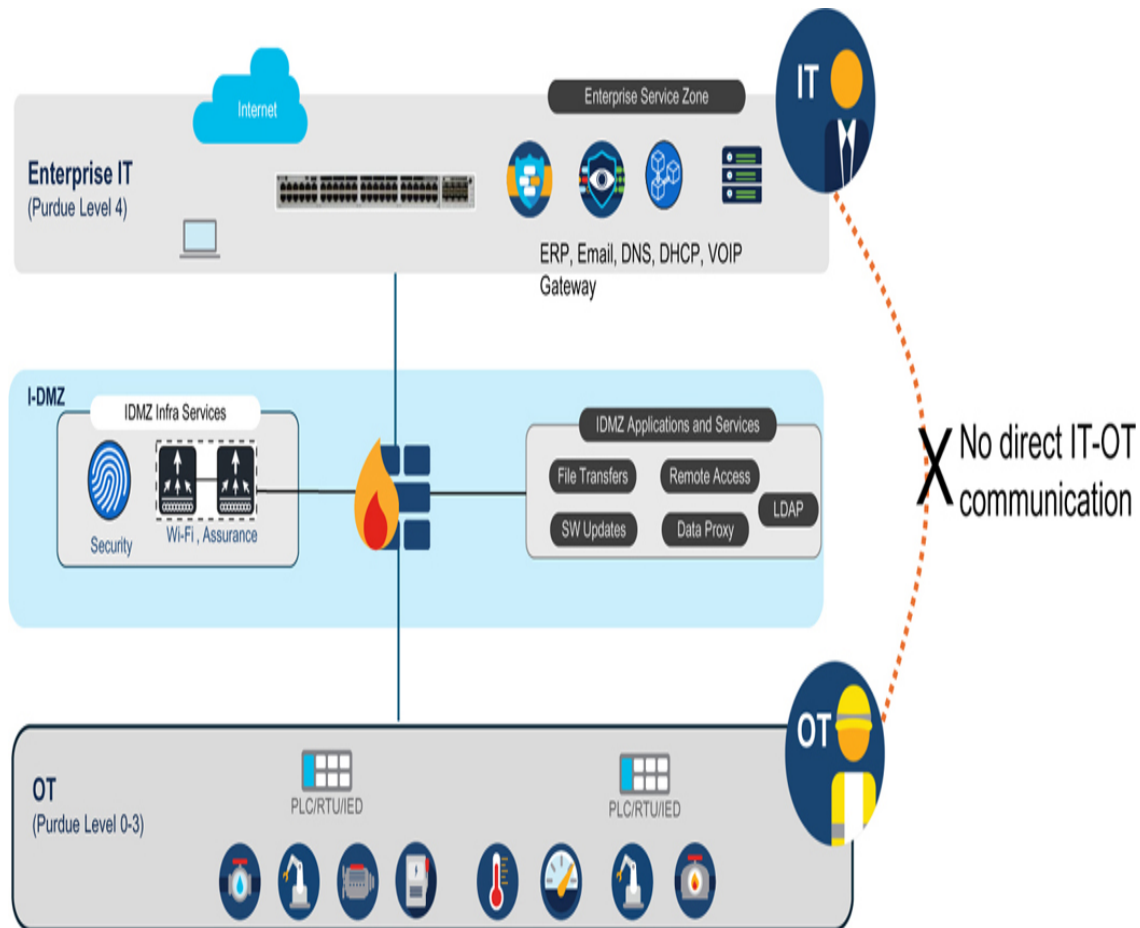 Internet
Enterprise Service Zone
IT
Enterprise IT
(Purdue Level 4)
ERP, Email, DNS, DHCP, VOIP
Gateway
I-DMZ
IDMZ Infra Services
Security
Wi-Fi , Assurance
IDMZ Applications and Services
File Transfers
Remote Access
LDAP
SW Updates
Data Proxy
X
No direct IT-OT
communication
OT
OT
(Purdue Level 0-3)
PLC/RTU/IED
PLC/RTU/IED